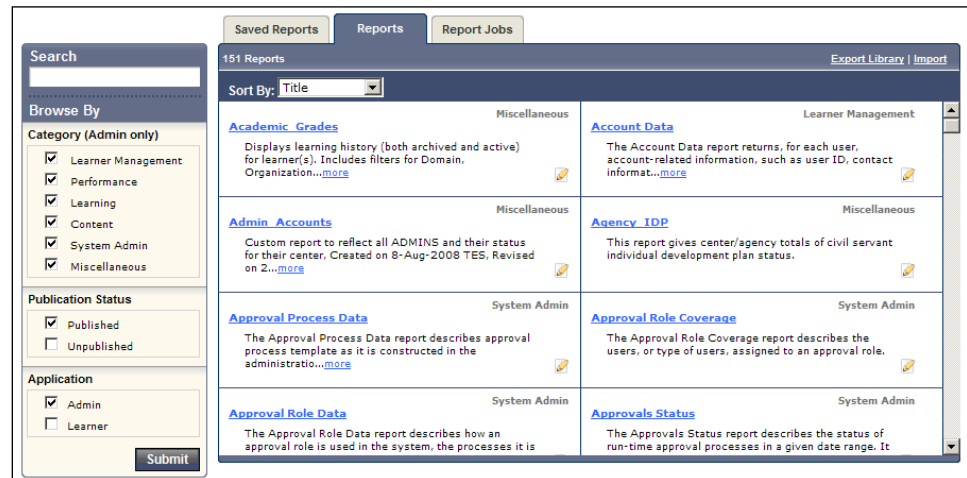 Saved Reports
Reports
Report Jobs
Search
151 Reports
Export Library | Import
Sort By: Title
Browse By
Category (Admin only)
Learner Management
Performance
Learning
Content
System Admin
Miscellaneous
Publication Status
Published
Unpublished
Application
Admin
Learner
Submit
Miscellaneous
Academic_Grades
Displays learning history (both archived and active)
for learner(s). Includes filters for Domain,
Organization...more
Learner Management
Account Data
The Account Data report returns, for each user,
account-related information, such as user ID, contact
informat...more
Miscellaneous
Admin_Accounts
Custom report to reflect all ADMINS and their status
for their center, Created on 8-Aug-2008 TES, Revised
on 2...more
Miscellaneous
Agency_IDP
This report gives center/agency totals of civil servant
individual development plan status.
System Admin
Approval Process Data
The Approval Process Data report describes approval
process template as it is constructed in the
administratio...more
System Admin
Approval Role Coverage
The Approval Role Coverage report describes the
users, or type of users, assigned to an approval role.
System Admin
Approval Role Data
The Approval Role Data report describes how an
approval role is used in the system, the processes it is
System Admin
Approvals Status
The Approvals Status report describes the status of
run-time approval processes in a given date range. It